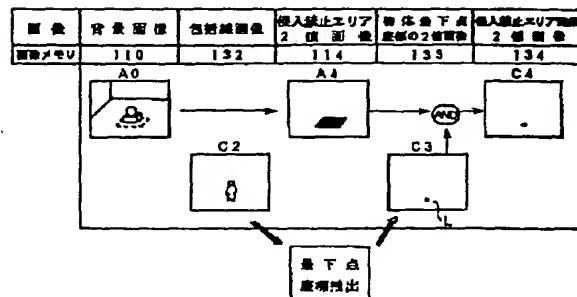 画像 背景画像 包括線画像 侵入禁止エリア2値画像 物体最下点座標の2値画像 侵入禁止エリア 2値画像
画像メモリ 110 132 114 133 134
A0 A4 C4
AND
C2 C3
L
最下点
座標抽出